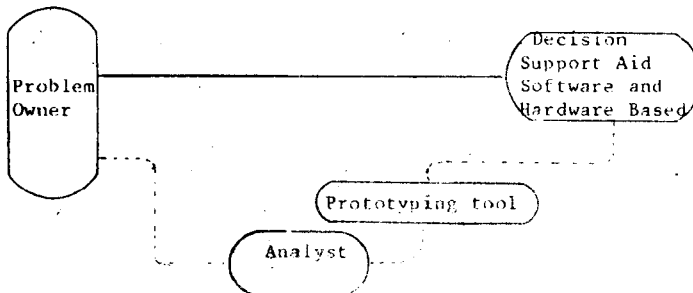 Problem
Owner
Decision
Support Aid
Software and
Hardware Based
Prototyping tool
Analyst